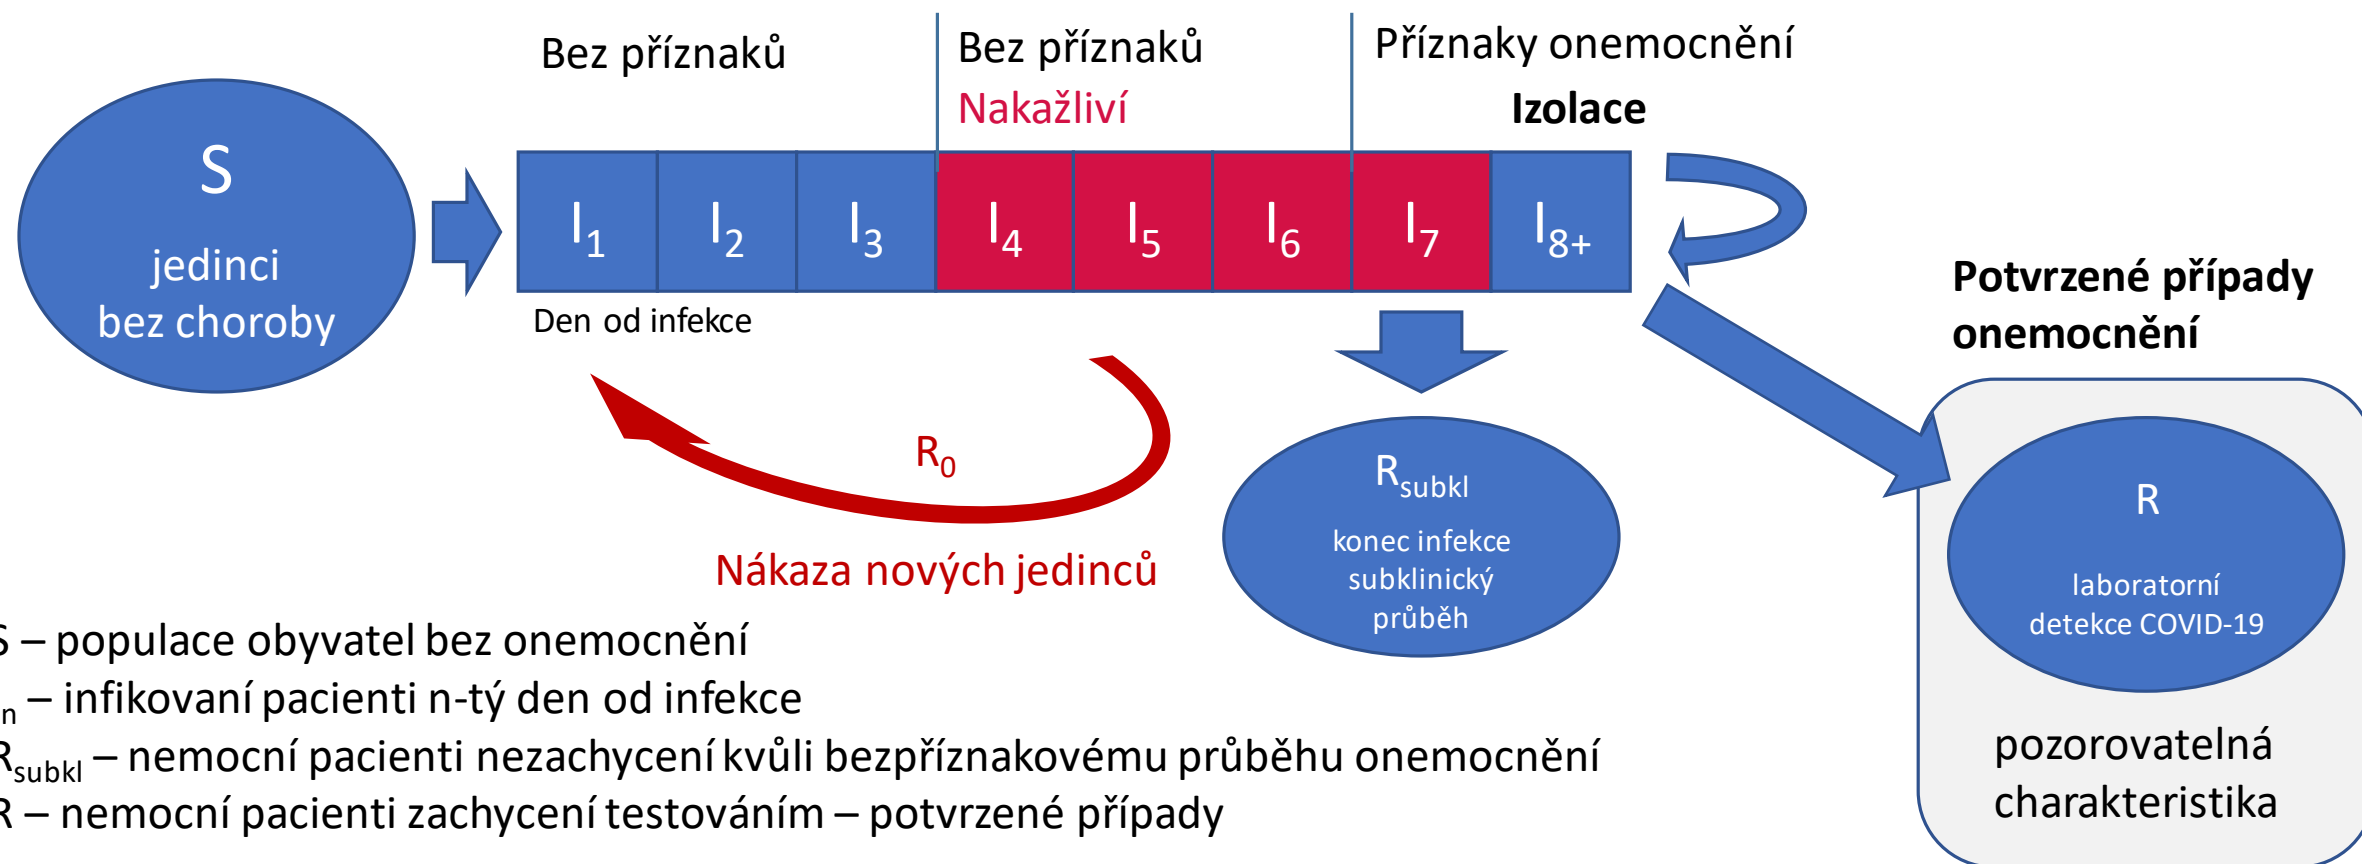 Bez příznaků
Bez příznaků
Nakažliví
Příznaky onemocnění
Izolace
S
jedinci
bez choroby
I1
I2
I3
I4
I5
I6
I7
I8+
Den od infekce
R0
Nákaza nových jedinců
Rsubkl
konec infekce
subklinický
průběh
Potvrzené případy
onemocnění
R
laboratorní
detekce COVID-19
pozorovatelná
charakteristika
S – populace obyvatel bez onemocnění
n – infikovaní pacienti n-tý den od infekce
Rsubkl – nemocní pacienti nezachycení kvůli bezpříznakovému průběhu onemocnění
R – nemocní pacienti zachycení testováním – potvrzené případy